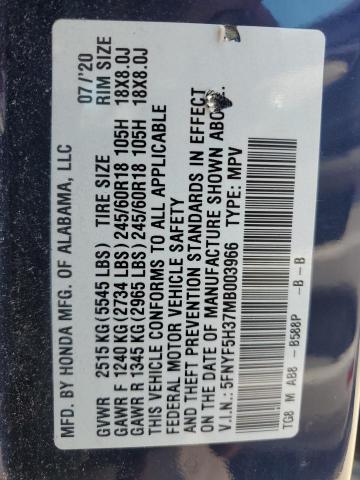 MFD. BY HONDA MFG. OF ALABAMA, LLC 07/'20
GVWR 2515 KG (5545 LBS) TIRE SIZE RIM SIZE
GAWR F 1240 KG (2734 LBS) 245/60R18 105H 18X8.0J
GAWR R 1345 KG (2965 LBS) 245/60R18 105H 18X8.0J
THIS VEHICLE CONFORMS TO ALL APPLICABLE
FEDERAL MOTOR VEHICLE SAFETY
AND THEFT PREVENTION STANDARDS IN EFFECT
ON THE DATE OF MANUFACTURE SHOWN ABO
V.I.N.: 5FNYF5H37MB003966 TYPE: MPV
TG8 M AB8 - B588P -B -B